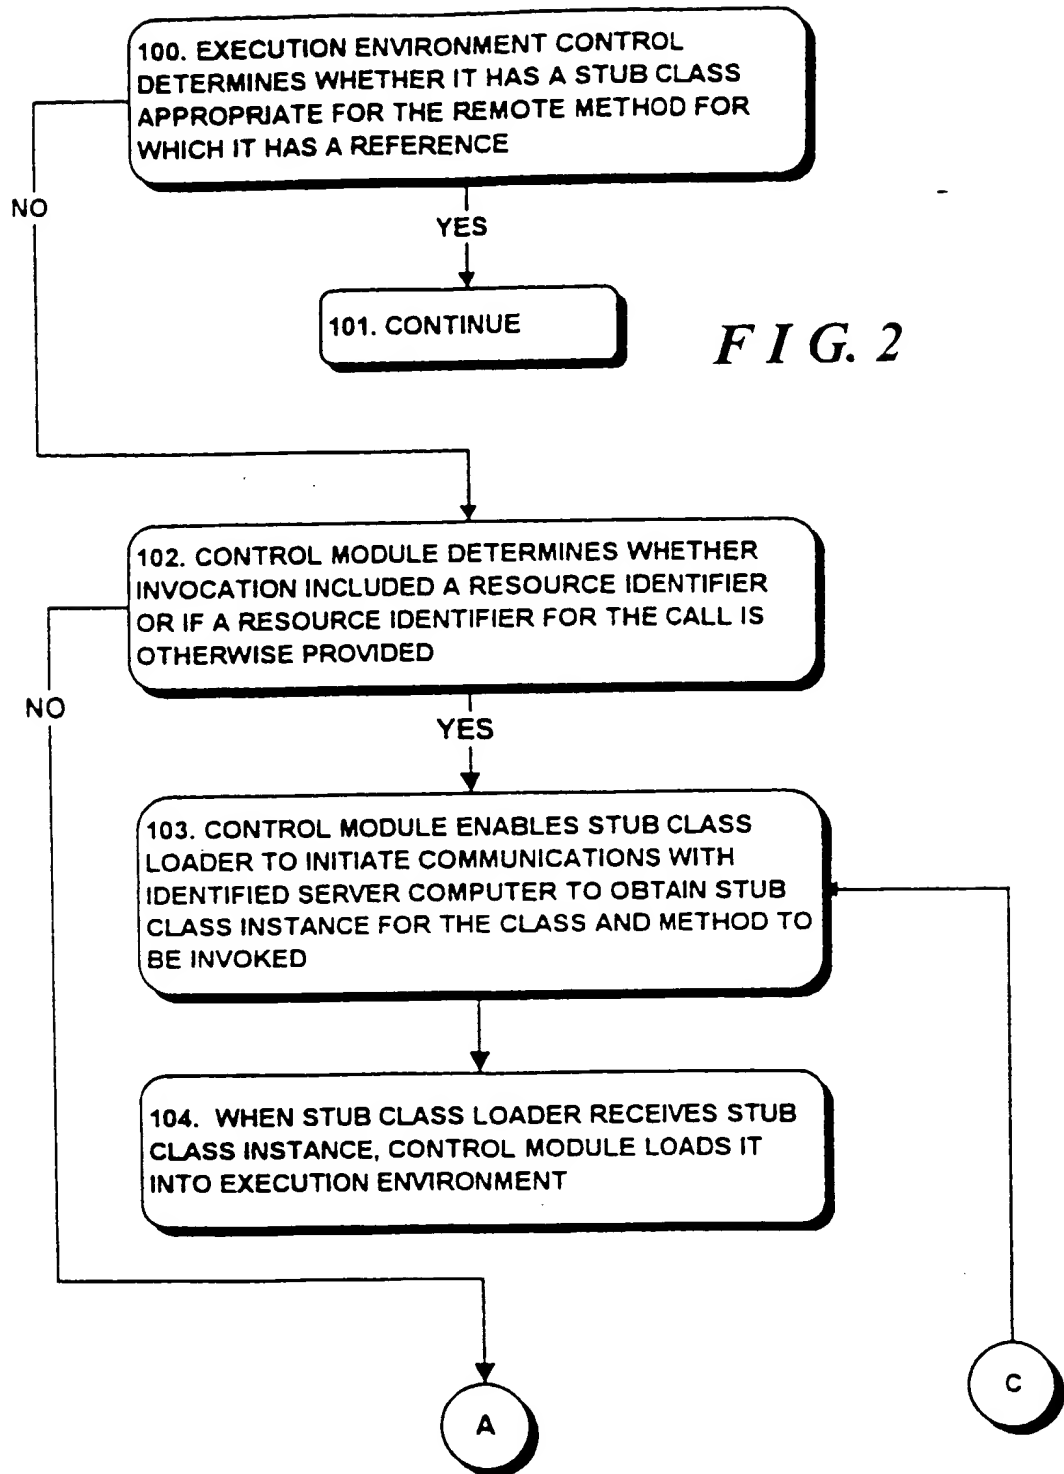 100. EXECUTION ENVIRONMENT CONTROL
DETERMINES WHETHER IT HAS A STUB CLASS
APPROPRIATE FOR THE REMOTE METHOD FOR
WHICH IT HAS A REFERENCE
NO
YES
101. CONTINUE
FIG. 2
102. CONTROL MODULE DETERMINES WHETHER
INVOCATION INCLUDED A RESOURCE IDENTIFIER
OR IF A RESOURCE IDENTIFIER FOR THE CALL IS
OTHERWISE PROVIDED
NO
YES
103. CONTROL MODULE ENABLES STUB CLASS
LOADER TO INITIATE COMMUNICATIONS WITH
IDENTIFIED SERVER COMPUTER TO OBTAIN STUB
CLASS INSTANCE FOR THE CLASS AND METHOD TO
BE INVOKED
104. WHEN STUB CLASS LOADER RECEIVES STUB
CLASS INSTANCE, CONTROL MODULE LOADS IT
INTO EXECUTION ENVIRONMENT
C
A